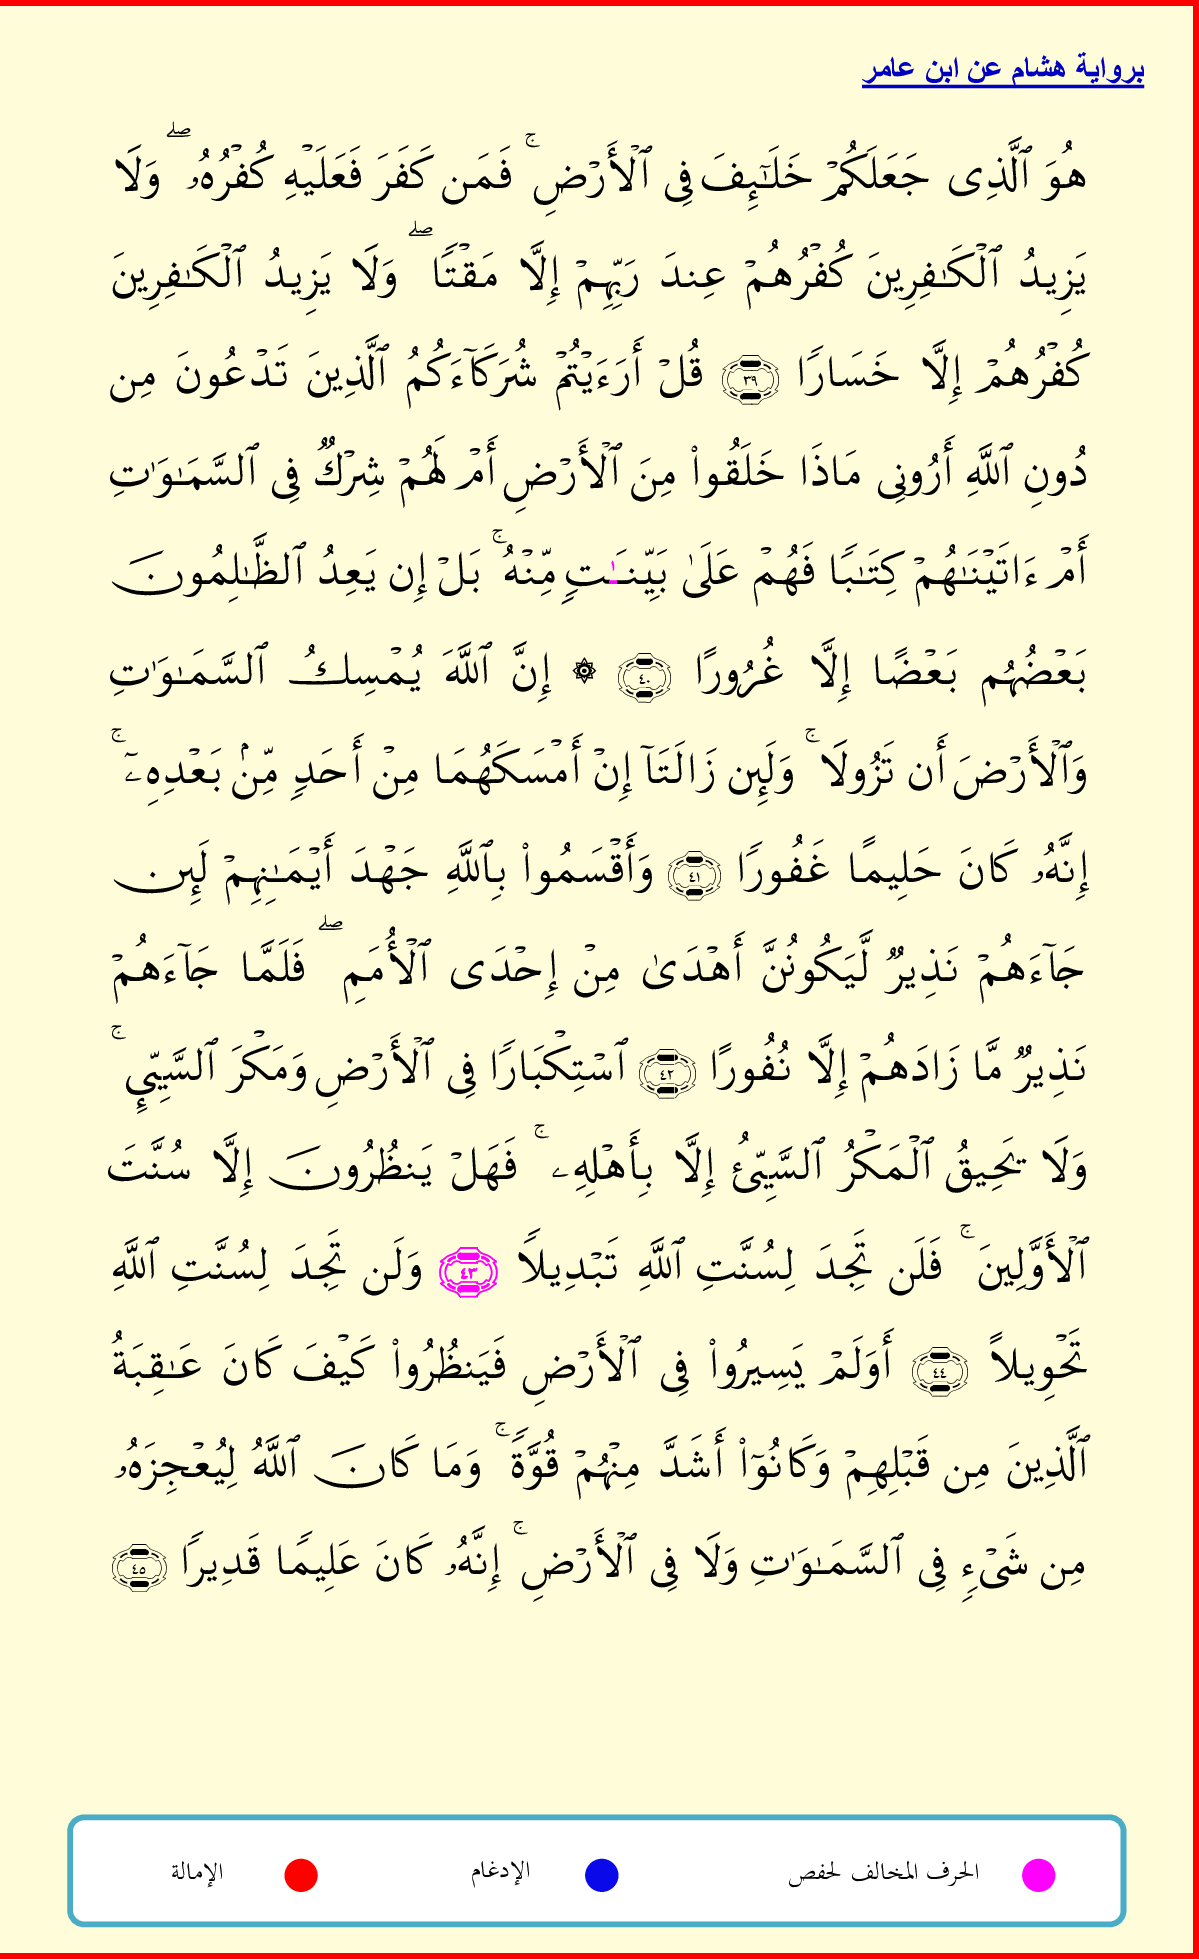 برواية هشام عن ابن عامر
هُوَ ٱلَّذِى جَعَلَكُمۡ خَلَـٰٓئِفَ فِى ٱلۡأَرۡضِۚ فَمَن كَفَرَ فَعَلَيۡهِ كُفۡرُهُۥۖ وَلَا
يَزِيدُ ٱلۡكَـٰفِرِينَ كُفۡرُهُمۡ عِندَ رَبِّهِمۡ إِلَّا مَقۡتًاۖ وَلَا يَزِيدُ ٱلۡكَـٰفِرِينَ
كُفۡرُهُمۡ إِلَّا خَسَارًا ٣٩ قُلۡ أَرَءَيۡتُمۡ شُرَكَآءَكُمُ ٱلَّذِينَ تَدۡعُونَ مِن
دُونِ ٱللَّهِ أَرُونِى مَاذَا خَلَقُواْ مِنَ ٱلۡأَرۡضِ أَمۡ لَهُمۡ شِرۡكٌ فِى ٱلسَّمَـٰوَٰتِ
أَمۡ ءَاتَيۡنَـٰهُمۡ كِتَـٰبًا فَهُمۡ عَلَىٰ بَيِّنَـٰتٍ مِّنۡهُۚ بَلۡ إِن يَعِدُ ٱلظَّـٰلِمُونَ
بَعۡضُهُم بَعۡضًا إِلَّا غُرُورًا ٤٠ ۞ إِنَّ ٱللَّهَ يُمۡسِكُ ٱلسَّمَـٰوَٰتِ
وَٱلۡأَرۡضَ أَن تَزُولَاۚ وَلَئِن زَالَتَآ إِنۡ أَمۡسَكَهُمَا مِنۡ أَحَدٍ مِّنۢ بَعۡدِهِۦٓۚ
إِنَّهُۥ كَانَ حَلِيمًا غَفُورًا ٤١ وَأَقۡسَمُواْ بِٱللَّهِ جَهۡدَ أَيۡمَـٰنِهِمۡ لَئِن
جَآءَهُمۡ نَذِيرٌ لَّيَكُونُنَّ أَهۡدَىٰ مِنۡ إِحۡدَى ٱلۡأُمَمِۖ فَلَمَّا جَآءَهُمۡ
نَذِيرٌ مَّا زَادَهُمۡ إِلَّا نُفُورًا ٤٢ ٱسۡتِكۡبَارًا فِى ٱلۡأَرۡضِ وَمَكۡرَ ٱلسَّيِّىِٕۚ
وَلَا يَحِيقُ ٱلۡمَكۡرُ ٱلسَّيِّئُ إِلَّا بِأَهۡلِهِۦۚ فَهَلۡ يَنظُرُونَ إِلَّا سُنَّتَ
ٱلۡأَوَّلِينَۚ فَلَن تَجِدَ لِسُنَّتِ ٱللَّهِ تَبۡدِيلًا ٤٣ وَلَن تَجِدَ لِسُنَّتِ ٱللَّهِ
تَحۡوِيلًا ٤٤ أَوَلَمۡ يَسِيرُواْ فِى ٱلۡأَرۡضِ فَيَنظُرُواْ كَيۡفَ كَانَ عَـٰقِبَةُ
ٱلَّذِينَ مِن قَبۡلِهِمۡ وَكَانُوٓاْ أَشَدَّ مِنۡهُمۡ قُوَّةًۚ وَمَا كَانَ ٱللَّهُ لِيُعۡجِزَهُۥ
مِن شَىۡءٍ فِى ٱلسَّمَـٰوَٰتِ وَلَا فِى ٱلۡأَرۡضِۚ إِنَّهُۥ كَانَ عَلِيمًا قَدِيرًا ٤٥
الحرف المخالف لحفص الإدغام الإمالة